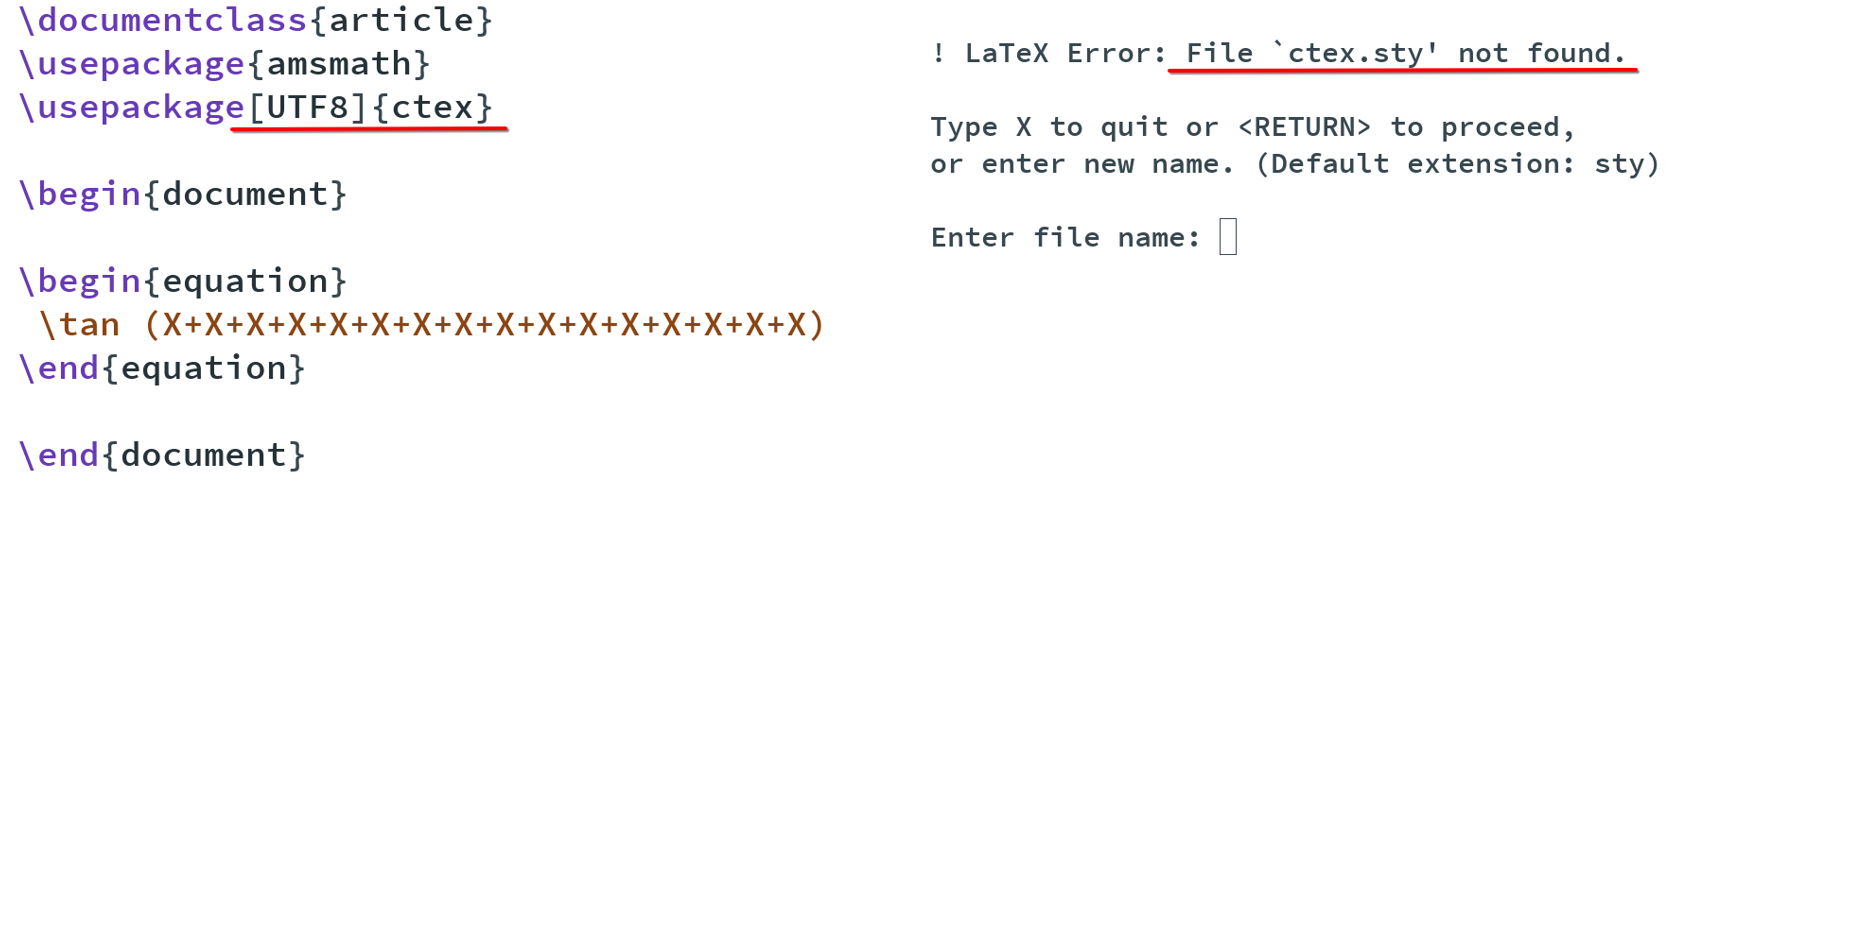 \documentclass{article}
\usepackage{amsmath}
\usepackage[UTF8]{ctex}
\begin{document}
\begin{equation}
\tan (X+X+X+X+X+X+X+X+X+X+X+X+X+X+X+X)
\end{equation}
\end{document}
! LaTeX Error: File `ctex.sty' not found.
Type X to quit or <RETURN> to proceed,
or enter new name. (Default extension: sty)
Enter file name: